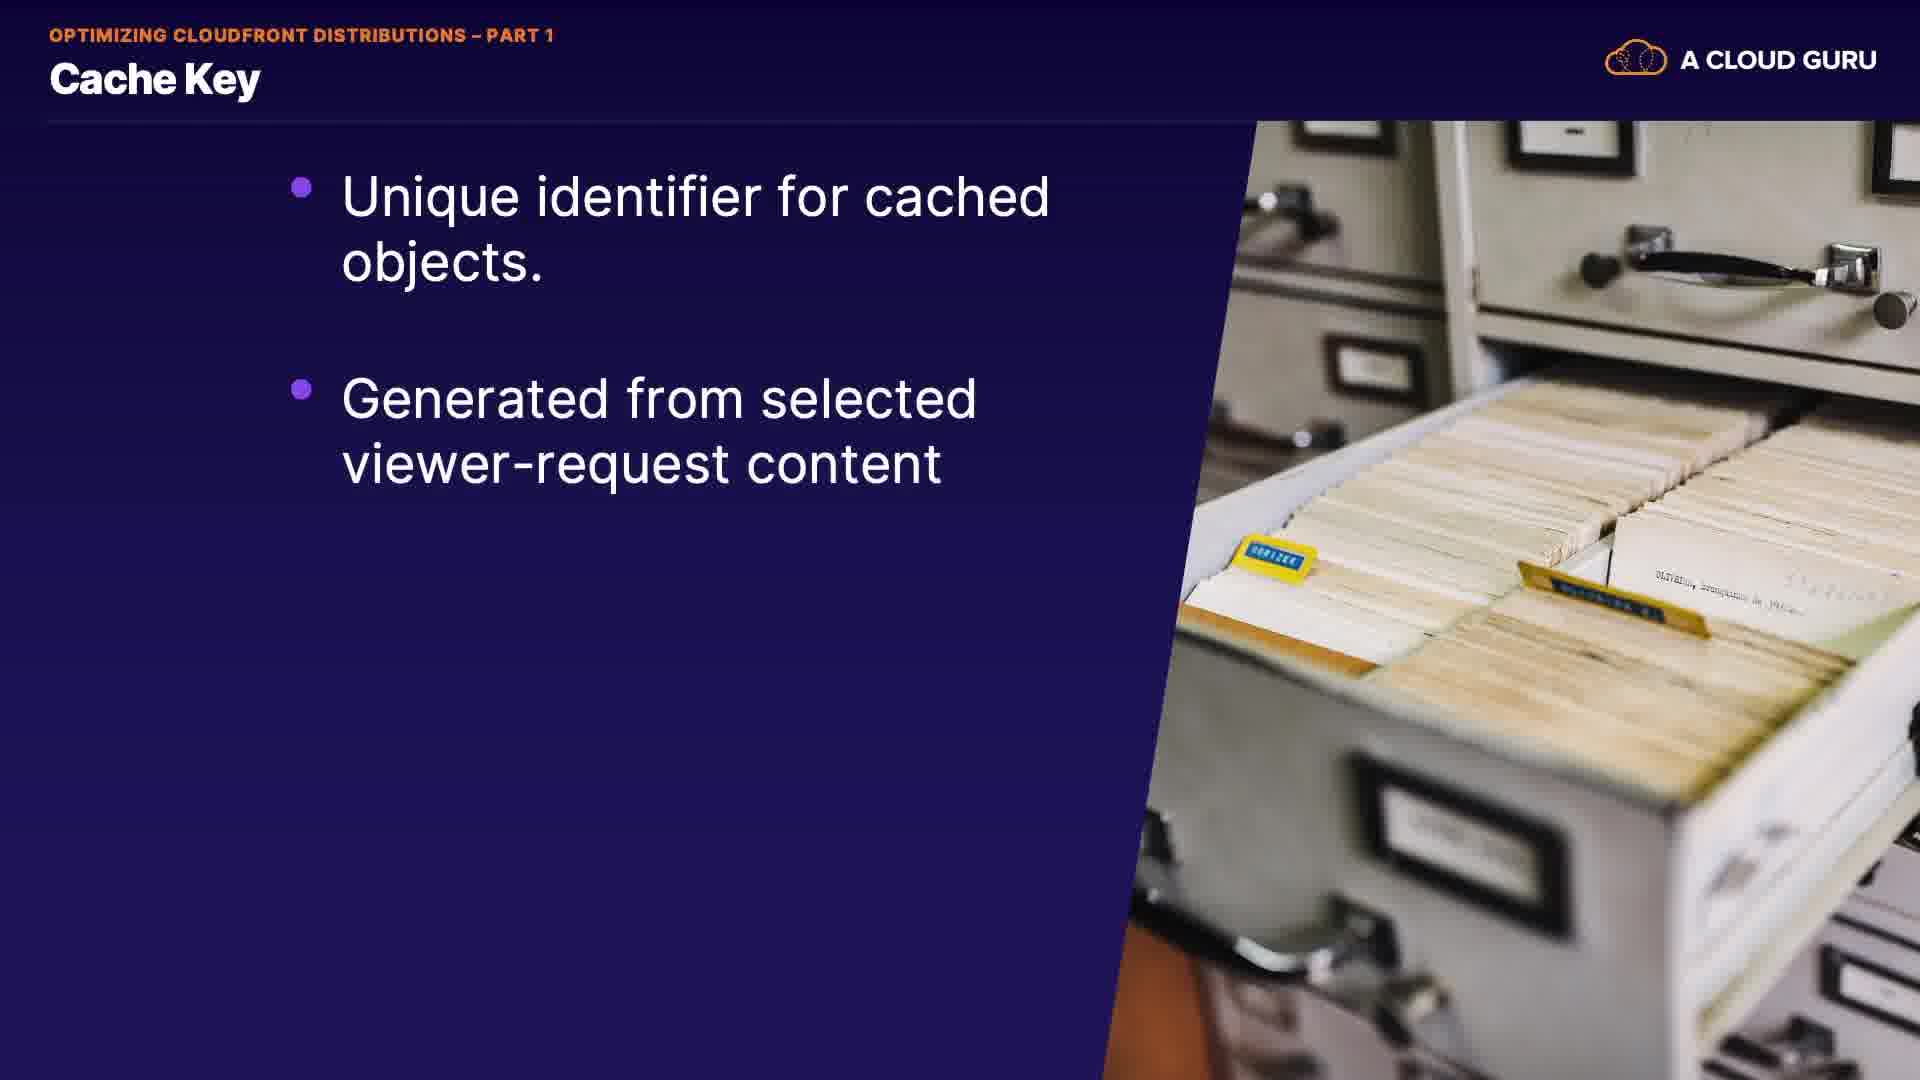 OPTIMIZING CLOUDFRONT DISTRIBUTIONS – PART 1
Cache Key
A CLOUD GURU
Unique identifier for cached
objects.
Generated from selected
viewer-request content